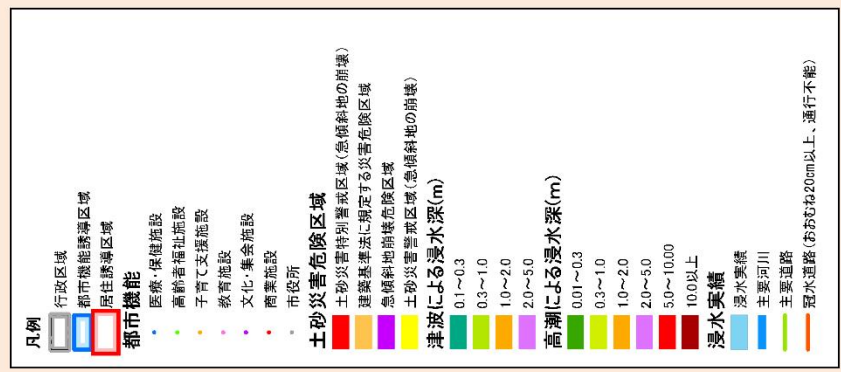 凡例
行政区域
都市機能誘導区域
居住誘導区域
都市機能
医療・保健施設
高齢者福祉施設
子育て支援施設
教育施設
文化・集会施設
商業施設
市役所
土砂災害危険区域
土砂災害特別警戒区域(急傾斜地の崩壊)
建築基準法に規定する災害危険区域
急傾斜地崩壊危険区域
土砂災害警戒区域(急傾斜地の崩壊)
津波による浸水深(m)
0.1~0.3
0.3~1.0
1.0~2.0
2.0~5.0
高潮による浸水深(m)
0.01~0.3
0.3~1.0
1.0~2.0
2.0~5.0
5.0~10.00
10.0以上
浸水実績
浸水実績
主要河川
主要道路
冠水道路(おおむね20cm以上、通行不能)